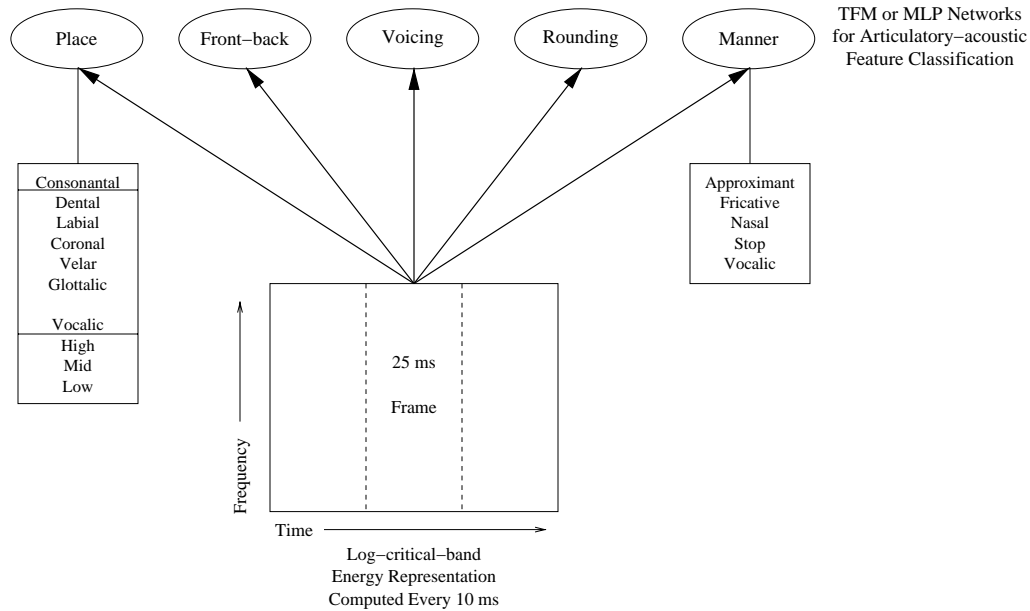 Place
Front−back
Voicing
Rounding
Manner
TFM or MLP Networks
for Articulatory−acoustic
Feature Classification
Consonantal
Dental
Labial
Coronal
Velar
Glottalic
Vocalic
High
Mid
Low
Approximant
Fricative
Nasal
Stop
Vocalic
25 ms
Frame
Frequency
Time
Log−critical−band
Energy Representation
Computed Every 10 ms